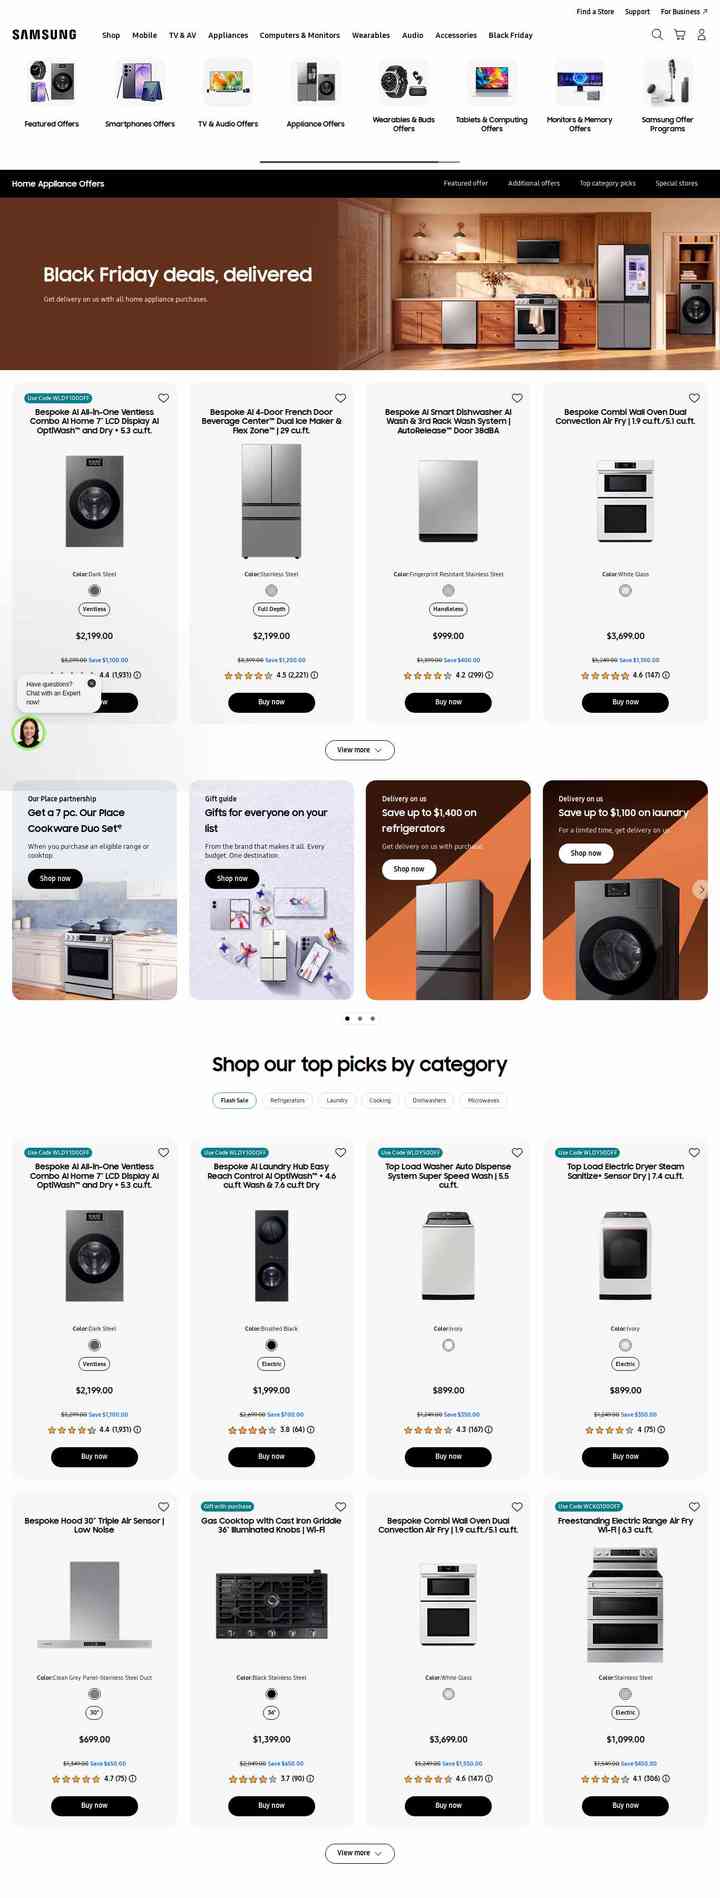 Find a Store Support For Business
SAMSUNG Shop Mobile TV & AV Appliances Computers & Monitors Wearables Audio Accessories Black Friday
Featured Offers
Smartphones Offers
TV & Audio Offers
Appliance Offers
Wearables & Buds
Offers
Tablets & Computing
Offers
Monitors & Memory
Offers
Samsung Offer
Programs
Home Appliance Offers
Featured offer Additional offers Top category picks Special stores
Black Friday deals, delivered
Get delivery on us with all home appliance purchases.
Use Code WLDY100OFF
Bespoke AI All-in-One Ventless
Combo AI Home 7" LCD Display AI
OptiWash™ and Dry • 5.3 cu.ft.
Color:Dark Steel
Ventless
$2,199.00
$3,299.00 Save $1,100.00
4.4 (1,931)
Bespoke AI 4-Door French Door
Beverage Center™ Dual Ice Maker &
Flex Zone™ | 29 cu.ft.
Color:Stainless Steel
Full Depth
$2,199.00
$3,399.00 Save $1,200.00
4.5 (2,221)
Buy now
Bespoke AI Smart Dishwasher AI
Wash & 3rd Rack Wash System |
AutoRelease™ Door 38dBA
Color:Fingerprint Resistant Stainless Steel
Handleless
$999.00
$1,399.00 Save $400.00
4.2 (299)
Buy now
Bespoke Combi Wall Oven Dual
Convection Air Fry | 1.9 cu.ft./5.1 cu.ft.
Color:White Glass
$3,699.00
$5,249.00 Save $1,550.00
4.6 (147)
Buy now
Have questions?
Chat with an Expert
now!
View more
Our Place partnership
Get a 7 pc. Our Place
Cookware Duo Set
When you purchase an eligible range or
cooktop.
Shop now
Gift guide
Gifts for everyone on your
list
From the brand that makes it all. Every
budget. One destination.
Shop now
Delivery on us
Save up to $1,400 on
refrigerators
Get delivery on us with purchase.
Shop now
Delivery on us
Save up to $1,100 on laundry
For a limited time, get delivery on us.
Shop now
Shop our top picks by category
Flash Sale Refrigerators Laundry Cooking Dishwashers Microwaves
Use Code WLDY100OFF
Bespoke AI All-in-One Ventless
Combo AI Home 7" LCD Display AI
OptiWash™ and Dry • 5.3 cu.ft.
Color:Dark Steel
Ventless
$2,199.00
$3,299.00 Save $1,100.00
4.4 (1,931)
Buy now
Use Code WLDY100OFF
Bespoke AI Laundry Hub Easy
Reach Control AI OptiWash™ • 4.6
cu.ft Wash & 7.6 cu.ft Dry
Color:Brushed Black
Electric
$1,999.00
$2,699.00 Save $700.00
3.8 (64)
Buy now
Use Code WLDY50OFF
Top Load Washer Auto Dispense
System Super Speed Wash | 5.5
cu.ft.
Color:Ivory
$899.00
$1,249.00 Save $350.00
4.3 (167)
Buy now
Use Code WLDY50OFF
Top Load Electric Dryer Steam
Sanitize+ Sensor Dry | 7.4 cu.ft.
Color:Ivory
Electric
$899.00
$1,249.00 Save $350.00
4 (75)
Buy now
Bespoke Hood 30" Triple Air Sensor |
Low Noise
Color:Clean Grey Panel-Stainless Steel Duct
30"
$699.00
$1,349.00 Save $650.00
4.7 (75)
Buy now
Gift with purchase
Gas Cooktop with Cast Iron Griddle
36" Illuminated Knobs | Wi-Fi
Color:Black Stainless Steel
36"
$1,399.00
$2,049.00 Save $650.00
3.7 (90)
Buy now
Bespoke Combi Wall Oven Dual
Convection Air Fry | 1.9 cu.ft./5.1 cu.ft.
Color:White Glass
$3,699.00
$5,249.00 Save $1,550.00
4.6 (147)
Buy now
Use Code WCKG100OFF
Freestanding Electric Range Air Fry
Wi-Fi | 6.3 cu.ft.
Color:Stainless Steel
Electric
$1,099.00
$1,549.00 Save $450.00
4.1 (306)
Buy now
View more